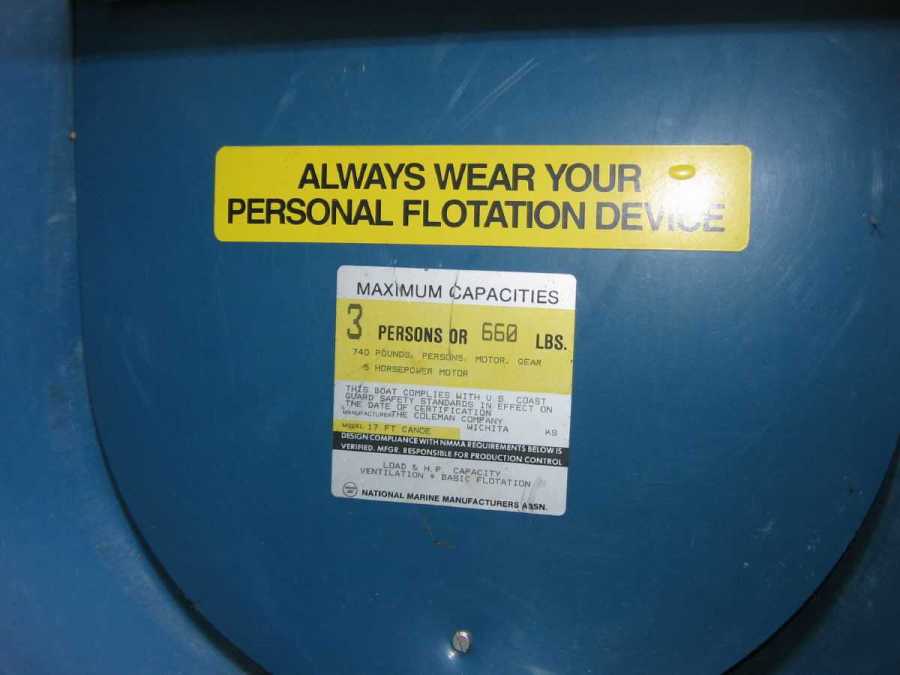 ALWAYS WEAR YOUR
PERSONAL FLOTATION DEVICE
MAXIMUM CAPACITIES
3 PERSONS OR 660 LBS.
740 POUNDS, PERSONS, MOTOR, GEAR
5 HORSEPOWER MOTOR
THIS BOAT COMPLIES WITH U S. COAST
GUARD SAFETY STANDARDS IN EFFECT ON
THE DATE OF CERTIFICATION
MANUFACTURER THE COLEMAN COMPANY
WICHITA KS
MODEL 17 FT CANOE
DESIGN COMPLIANCE WITH NMMA REQUIREMENTS BELOW IS
VERIFIED. MFGR. RESPONSIBLE FOR PRODUCTION CONTROL
LOAD & H.P. CAPACITY
VENTILATION * BASIC FLOTATION
NATIONAL MARINE MANUFACTURERS ASSN.